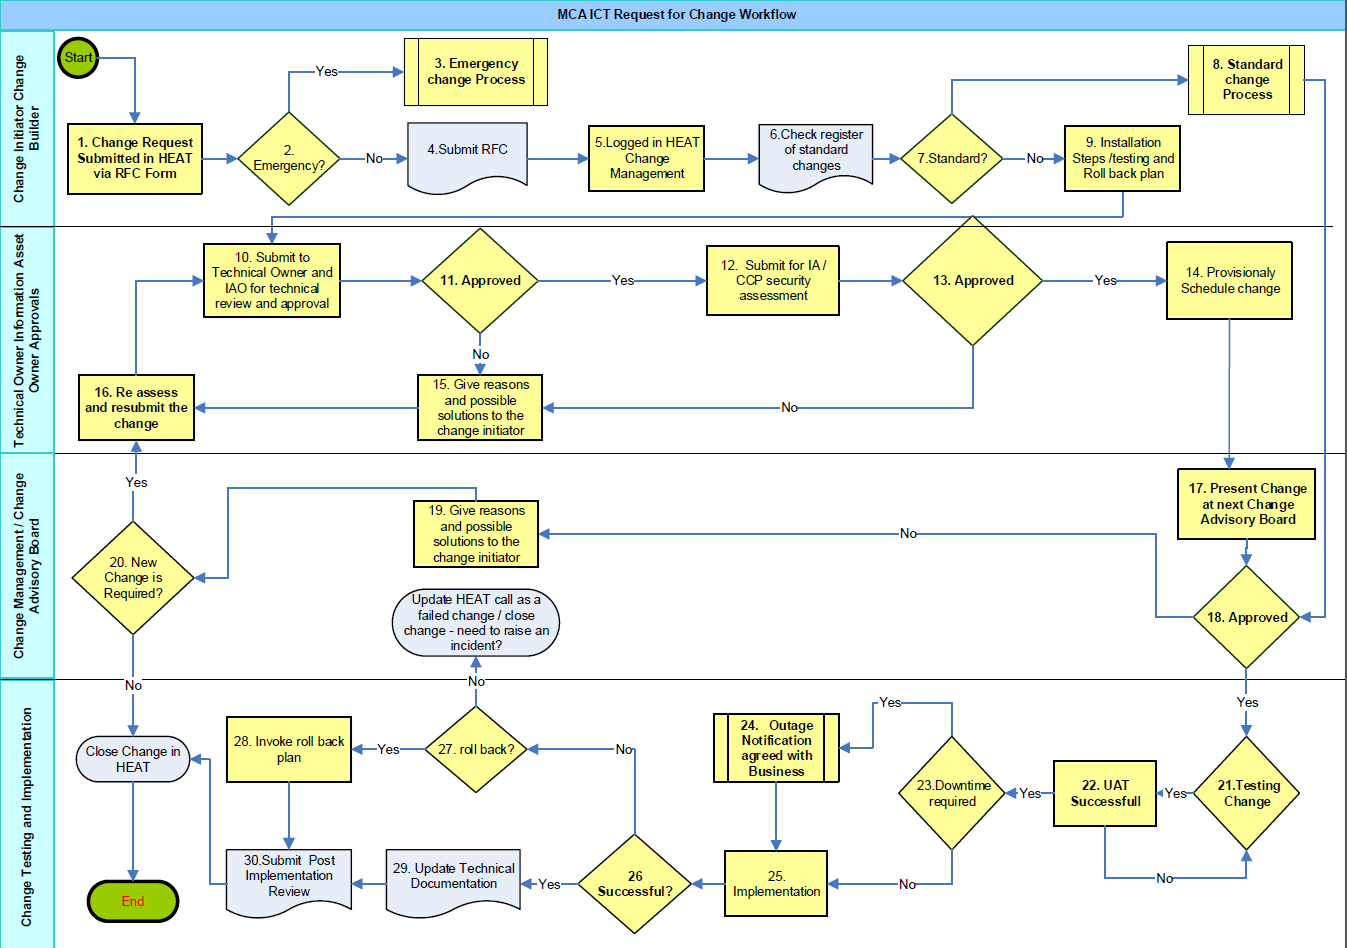 MCA ICT Request for Change Workflow
Change Initiator Change
Builder
Start
1. Change Request
Submitted in HEAT
via RFC Form
2.
Emergency?
Yes
3. Emergency
change Process
No
4.Submit RFC
5.Logged in HEAT
Change
Management
6.Check register
of standard
changes
7.Standard?
8. Standard
change
Process
No
9. Installation
Steps /testing and
Roll back plan
Technical Owner Information Asset
Owner Approvals
10. Submit to
Technical Owner and
IAO for technical
review and approval
11. Approved
Yes
12. Submit for IA /
CCP security
assessment
13. Approved
Yes
14. Provisionaly
Schedule change
No
15. Give reasons
and possible
solutions to the
change initiator
No
16. Re assess
and resubmit the
change
Change Management / Change
Advisory Board
Yes
17. Present Change
at next Change
Advisory Board
18. Approved
No
19. Give reasons
and possible
solutions to the
change initiator
20. New
Change is
Required?
Update HEAT call as a
failed change / close
change - need to raise an
incident?
No
No
Yes
Change Testing and Implementation
21.Testing
Change
Yes
22. UAT
Successfull
No
Yes
23.Downtime
required
Yes
24. Outage
Notification
agreed with
Business
No
25.
Implementation
26
Successful?
No
27. roll back?
Yes
28. Invoke roll back
plan
Yes
29. Update Technical
Documentation
30.Submit Post
Implementation
Review
Close Change in
HEAT
End